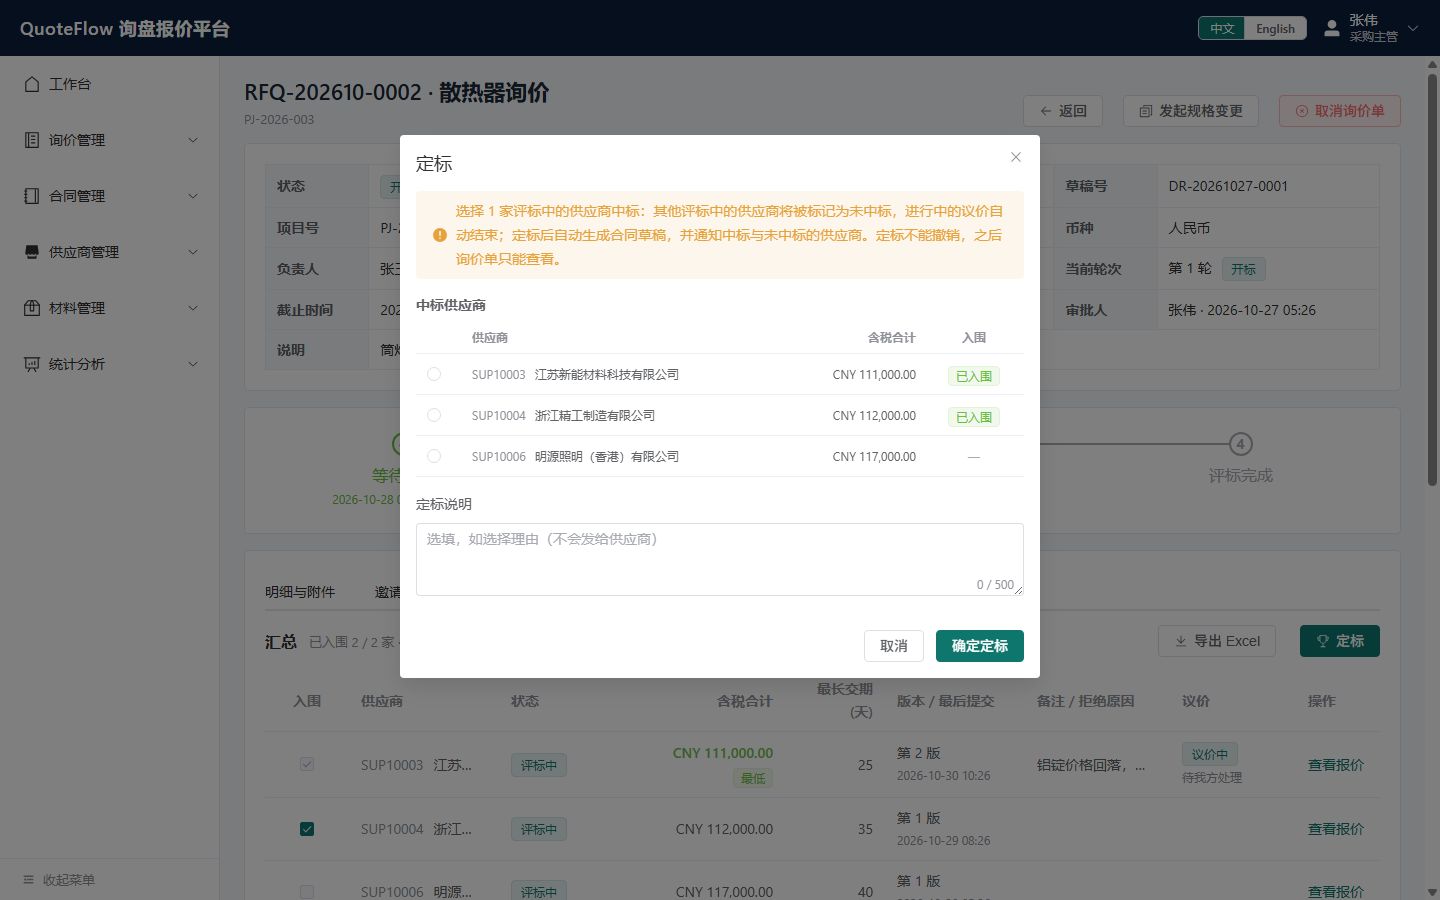 QuoteFlow 询盘报价平台
中文 English
张伟
采购主管
工作台
询价管理
合同管理
供应商管理
材料管理
统计分析
收起菜单
RFQ-202610-0002 · 散热器询价
PJ-2026-003
返回 发起规格变更 取消询价单
状态 开
草稿号 DR-20261027-0001
项目号 PJ-2
币种 人民币
负责人 张三
当前轮次 第 1 轮 开标
截止时间 202
审批人 张伟 · 2026-10-27 05:26
说明 筒灯
等待
2026-10-28 0
4
评标完成
定标
选择 1 家评标中的供应商中标：其他评标中的供应商将被标记为未中标，进行中的议价自
动结束；定标后自动生成合同草稿，并通知中标与未中标的供应商。定标不能撤销，之后
询价单只能查看。
中标供应商
供应商 含税合计 入围
SUP10003 江苏新能材料科技有限公司 CNY 111,000.00 已入围
SUP10004 浙江精工制造有限公司 CNY 112,000.00 已入围
SUP10006 明源照明（香港）有限公司 CNY 117,000.00 —
定标说明
选填，如选择理由（不会发给供应商）
0 / 500
取消 确定定标
明细与附件 邀请
汇总 已入围 2 / 2 家 ·
导出 Excel 定标
入围 供应商 状态 含税合计 最长交期
(天) 版本 / 最后提交 备注 / 拒绝原因 议价 操作
SUP10003 江苏... 评标中 CNY 111,000.00
最低 25 第 2 版
2026-10-30 10:26 铝锭价格回落，... 议价中
待我方处理 查看报价
SUP10004 浙江... 评标中 CNY 112,000.00 35 第 1 版
2026-10-29 08:26 查看报价
SUP10006 明源... 评标中 CNY 117,000.00 40 第 1 版
查看报价